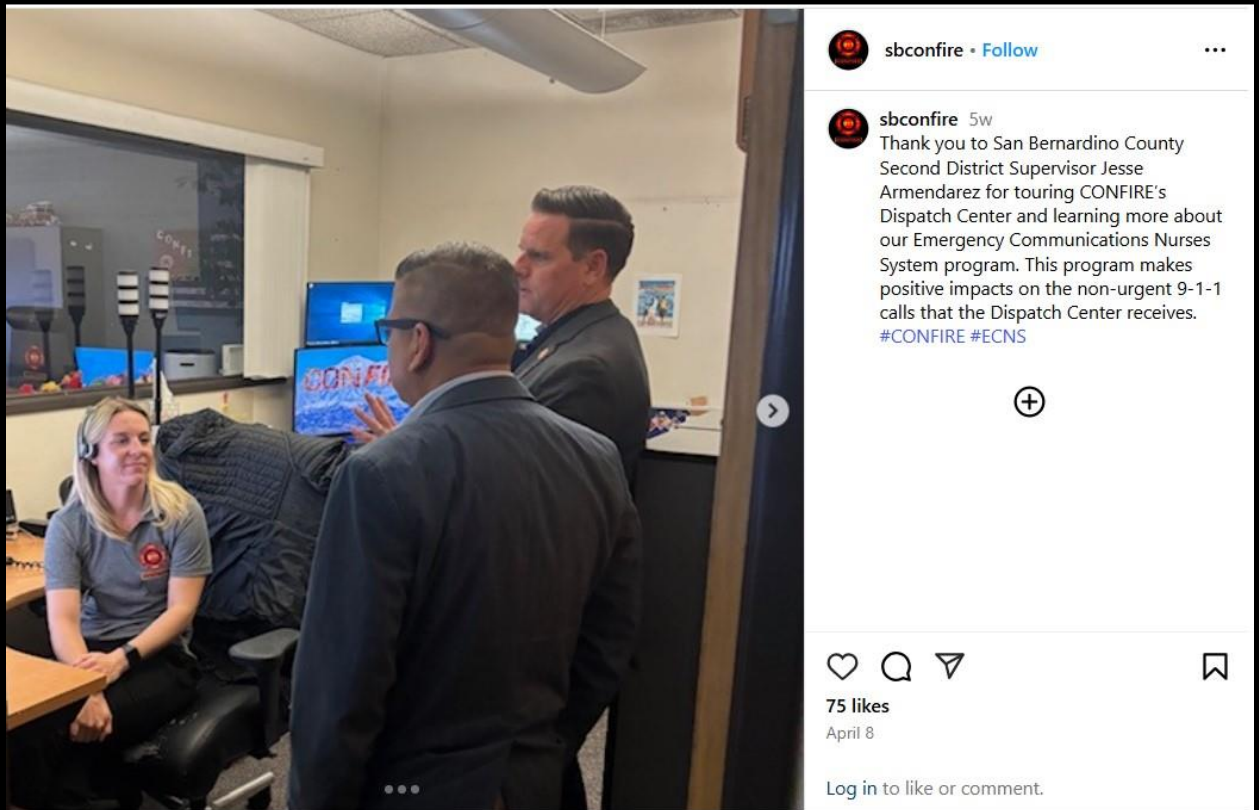 sbconfire • Follow
sbconfire 5w
Thank you to San Bernardino County
Second District Supervisor Jesse
Armendarez for touring CONFIRE's
Dispatch Center and learning more about
our Emergency Communications Nurses
System program. This program makes
positive impacts on the non-urgent 9-1-1
calls that the Dispatch Center receives.
#CONFIRE #ECNS
75 likes
April 8
Log in to like or comment.